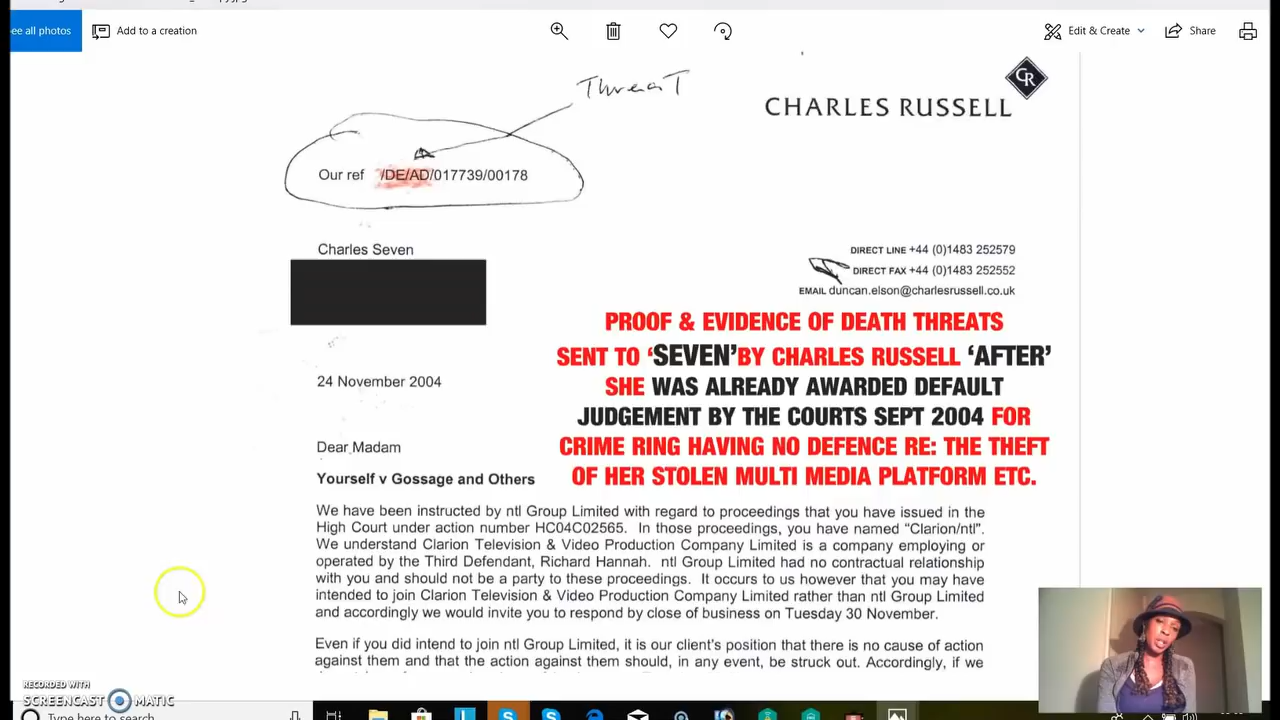 ee all photos
Add to a creation
Edit & Create
Share
Threat
CR
CHARLES RUSSELL
Our ref /DE/AD/017739/00178
Charles Seven
DIRECT LINE +44 (0)1483 252579
DIRECT FAX +44 (0)1483 252552
EMAIL duncan.elson@charlesrussell.co.uk
PROOF & EVIDENCE OF DEATH THREATS
SENT TO ‘SEVEN’BY CHARLES RUSSELL ‘AFTER’
SHE WAS ALREADY AWARDED DEFAULT
JUDGEMENT BY THE COURTS SEPT 2004 FOR
CRIME RING HAVING NO DEFENCE RE: THE THEFT
OF HER STOLEN MULTI MEDIA PLATFORM ETC.
24 November 2004
Dear Madam
Yourself v Gossage and Others
We have been instructed by ntl Group Limited with regard to proceedings that you have issued in the
High Court under action number HC04C02565. In those proceedings, you have named “Clarion/ntl”.
We understand Clarion Television & Video Production Company Limited is a company employing or
operated by the Third Defendant, Richard Hannah. ntl Group Limited had no contractual relationship
with you and should not be a party to these proceedings. It occurs to us however that you may have
intended to join Clarion Television & Video Production Company Limited rather than ntl Group Limited
and accordingly we would invite you to respond by close of business on Tuesday 30 November.
Even if you did intend to join ntl Group Limited, it is our client's position that there is no cause of action
against them and that the action against them should, in any event, be struck out. Accordingly, if we
RECORDED WITH
SCREENCAST MATIC
Type here to search